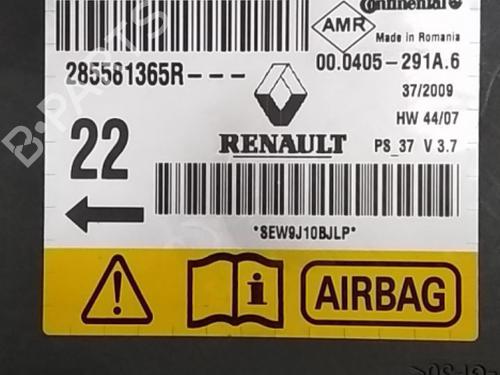 Continental
AMR
Made in Romania
285581365R---
00.0405-291A.6
37/2009
HW 44/07
RENAULT
PS_37 V 3.7
22
*SEW9J10BJLP*
i
AIRBAG
B-PARTS